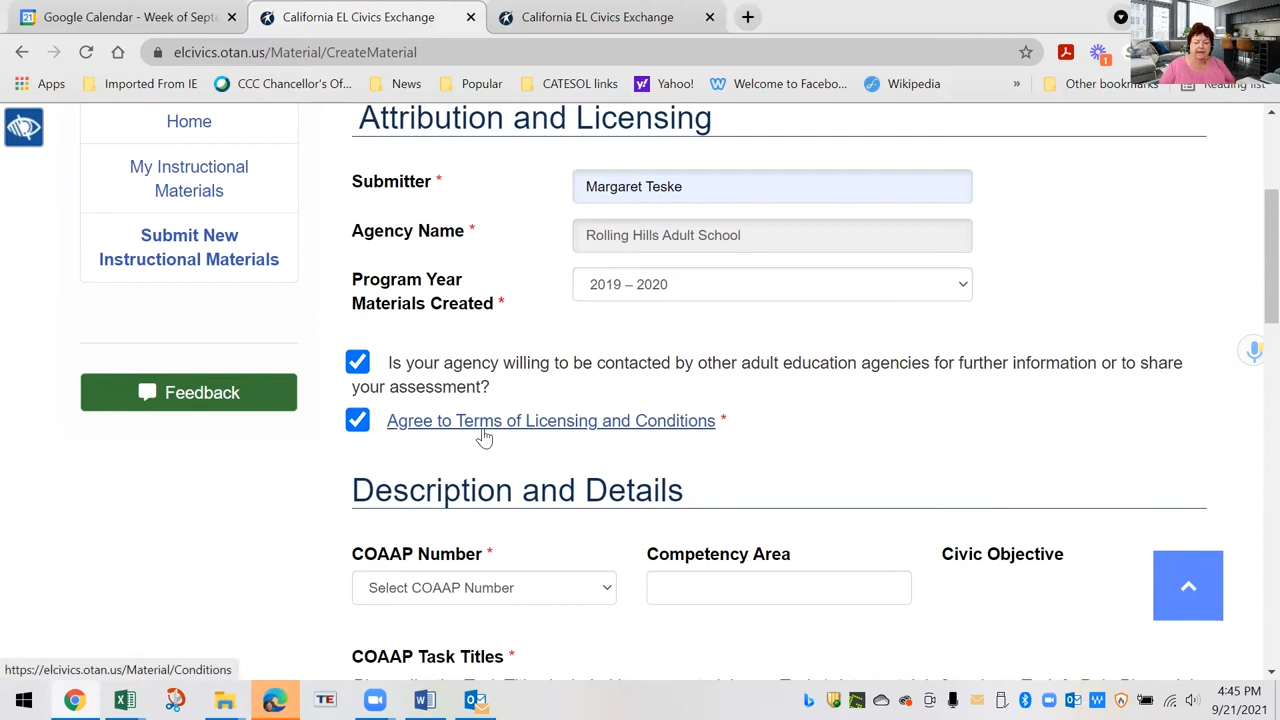 Google Calendar - Week of Sept
California EL Civics Exchange
California EL Civics Exchange
elcivics.otan.us/Material/CreateMaterial
Apps
Imported From IE
CCC Chancellor's Of...
News
Popular
CATESOL links
Yahoo!
Welcome to Facebo...
Wikipedia
»
Other bookmarks
Reading list
1
Home
My Instructional
Materials
Submit New
Instructional Materials
Feedback
Attribution and Licensing
Submitter *
Margaret Teske
Agency Name *
Rolling Hills Adult School
Program Year
Materials Created *
2019 – 2020
Is your agency willing to be contacted by other adult education agencies for further information or to share
your assessment?
Agree to Terms of Licensing and Conditions *
Description and Details
COAAP Number *
Competency Area
Civic Objective
Select COAAP Number
COAAP Task Titles *
https://elcivics.otan.us/Material/Conditions
TE
4:45 PM
9/21/2021